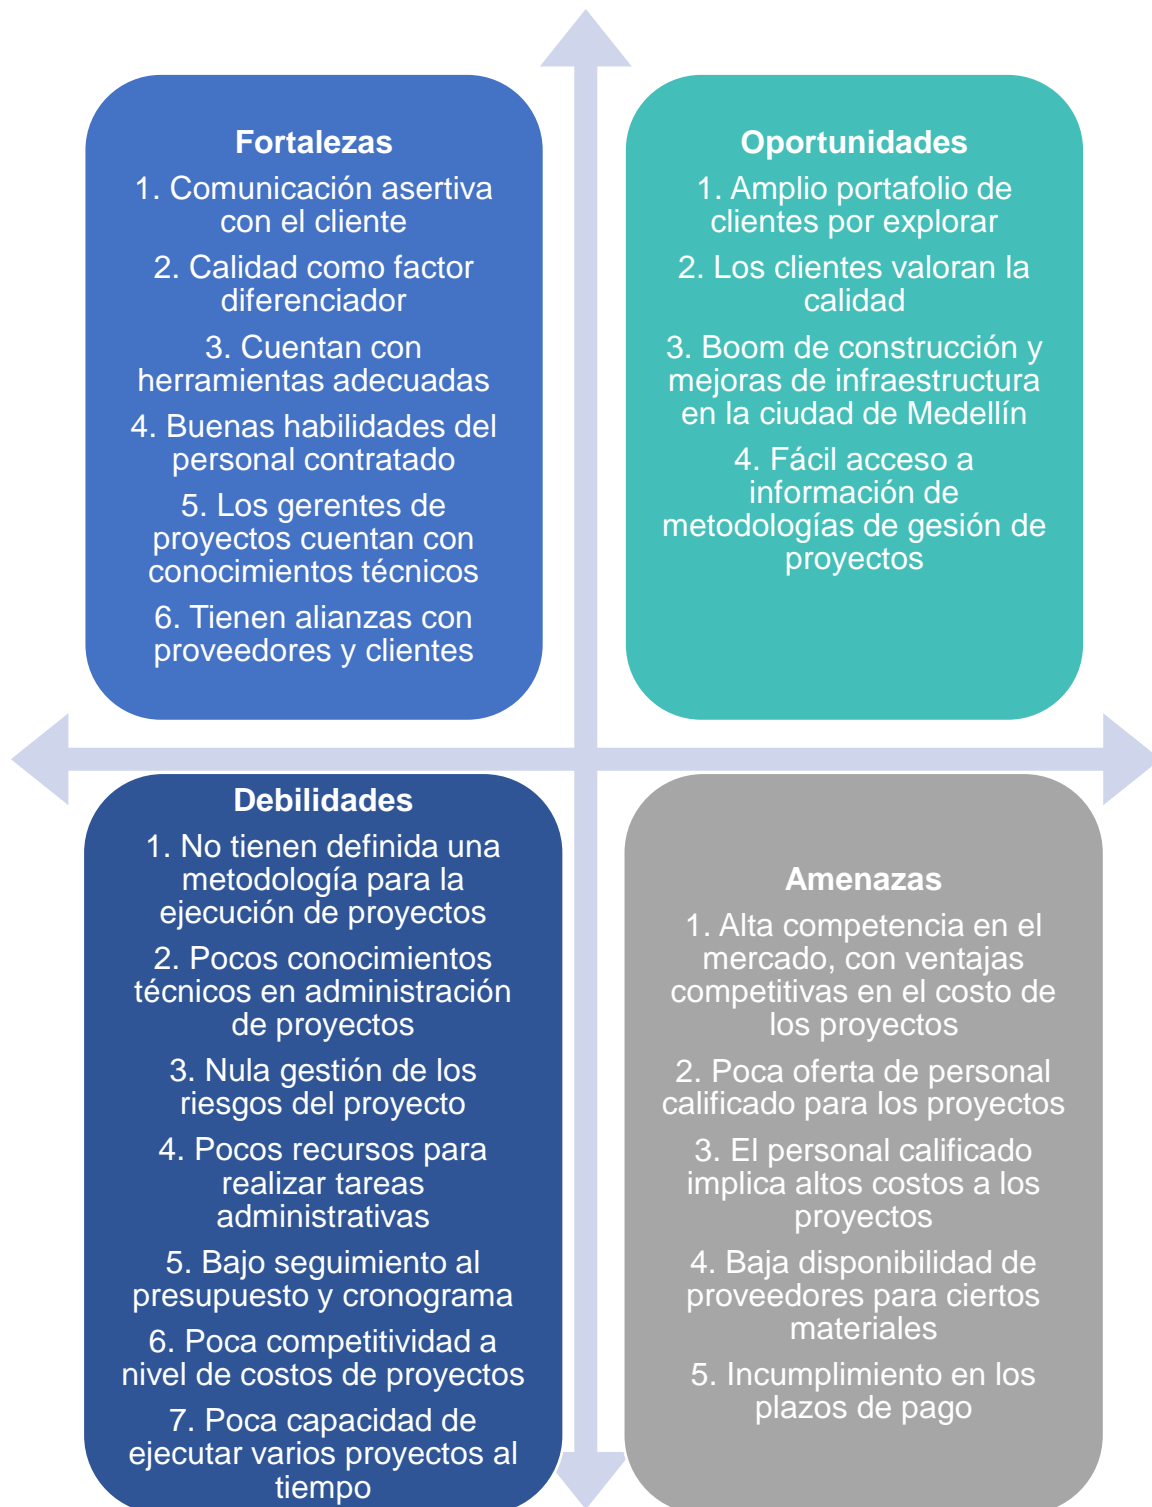 Fortalezas
1. Comunicación asertiva
con el cliente
2. Calidad como factor
diferenciador
3. Cuentan con
herramientas adecuadas
4. Buenas habilidades del
personal contratado
5. Los gerentes de
proyectos cuentan con
conocimientos técnicos
6. Tienen alianzas con
proveedores y clientes
Oportunidades
1. Amplio portafolio de
clientes por explorar
2. Los clientes valoran la
calidad
3. Boom de construcción y
mejoras de infraestructura
en la ciudad de Medellín
4. Fácil acceso a
información de
metodologías de gesión de
proyectos
Debilidades
1. No tienen definida una
metodología para la
ejecución de proyectos
2. Pocos conocimientos
técnicos en administración
de proyectos
3. Nula gestión de los
riesgos del proyecto
4. Pocos recursos para
realizar tareas
administrativas
5. Bajo seguimiento al
presupuesto y cronograma
6. Poca competitividad a
nivel de costos de proyectos
7. Poca capacidad de
ejecutar varios proyectos al
tiempo
Amenazas
1. Alta competencia en el
mercado, con ventajas
competitivas en el costo de
los proyectos
2. Poca oferta de personal
calificado para los proyectos
3. El personal calificado
implica altos costos a los
proyectos
4. Baja disponibilidad de
proveedores para ciertos
materiales
5. Incumplimiento en los
plazos de pago